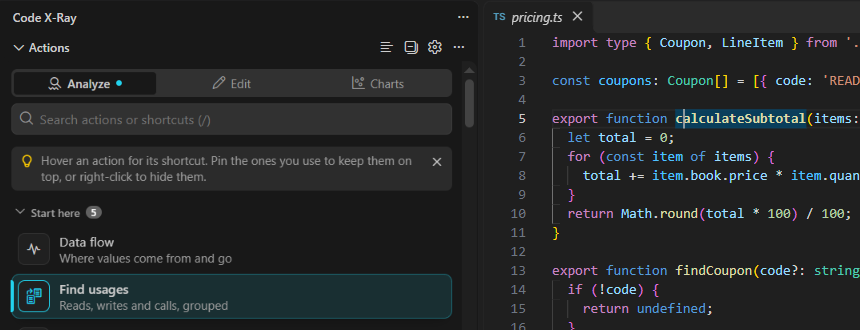 Code X-Ray
Actions
Analyze
Edit
Charts
Search actions or shortcuts (/)
Hover an action for its shortcut. Pin the ones you use to keep them on
top, or right-click to hide them.
Start here 5
Data flow
Where values come from and go
Find usages
Reads, writes and calls, grouped
TS pricing.ts
1 import type { Coupon, LineItem } from '.
2
3 const coupons: Coupon[] = [{ code: 'READ
4
5 export function calculateSubtotal(items:
6 let total = 0;
7 for (const item of items) {
8 total += item.book.price * item.quan
9 }
10 return Math.round(total * 100) / 100;
11 }
12
13 export function findCoupon(code?: string
14 if (!code) {
15 return undefined;
16 }